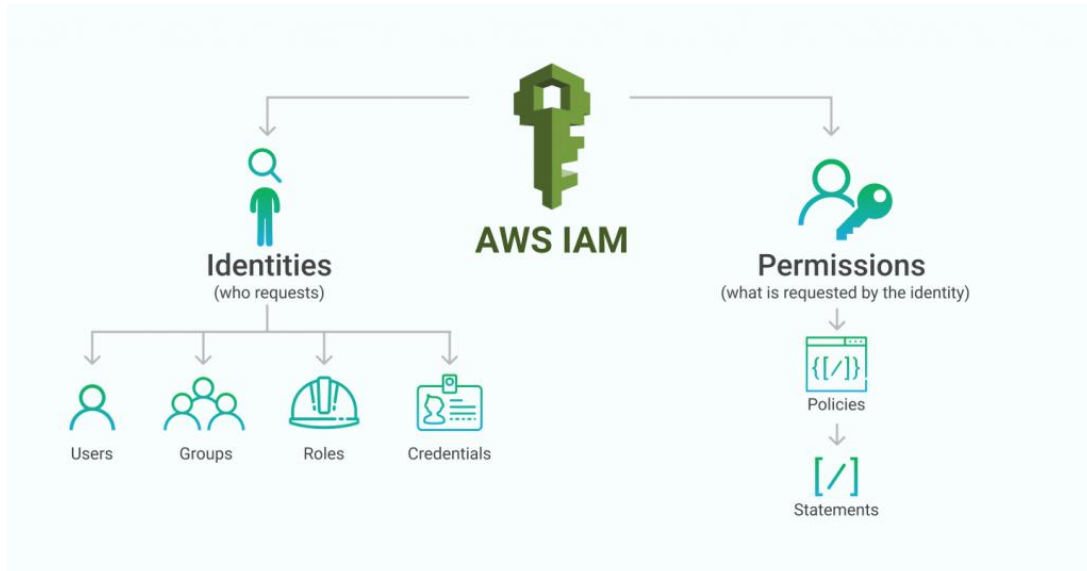 AWS IAM
Identities
(who requests)
Users
Groups
Roles
Credentials
Permissions
(what is requested by the identity)
{[/]}
Policies
[/]
Statements